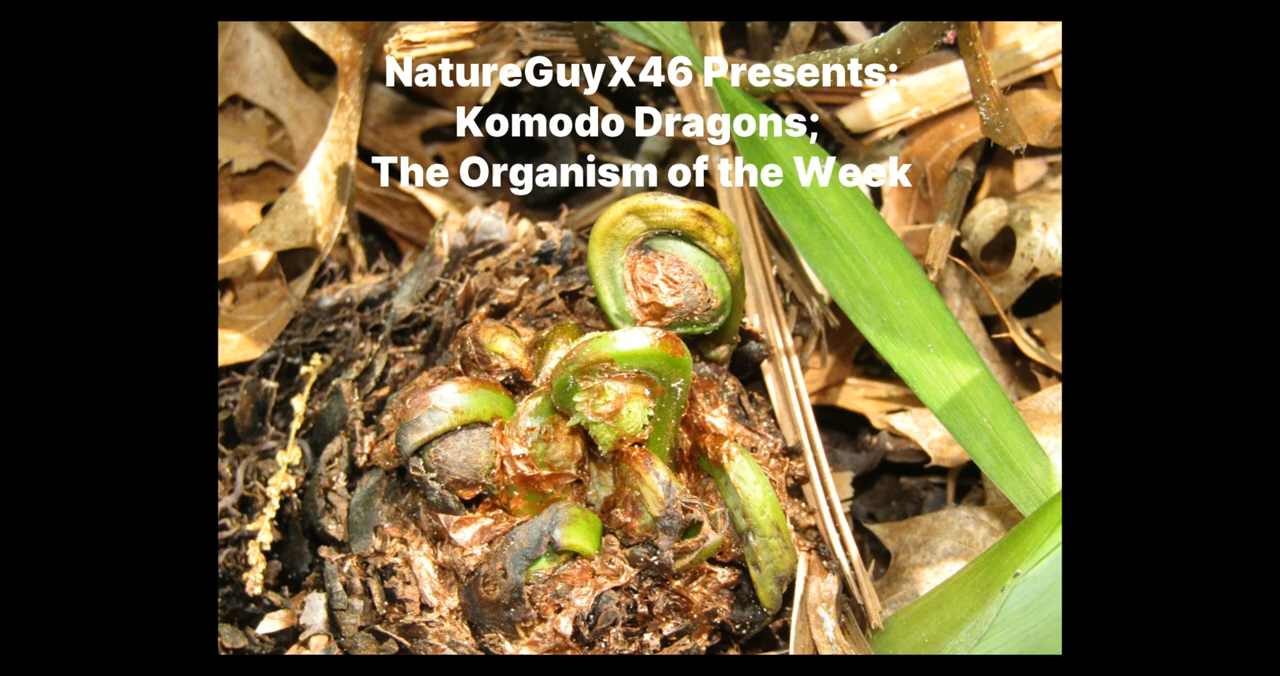 NatureGuyX46 Presents:
Komodo Dragons;
The Organism of the Week